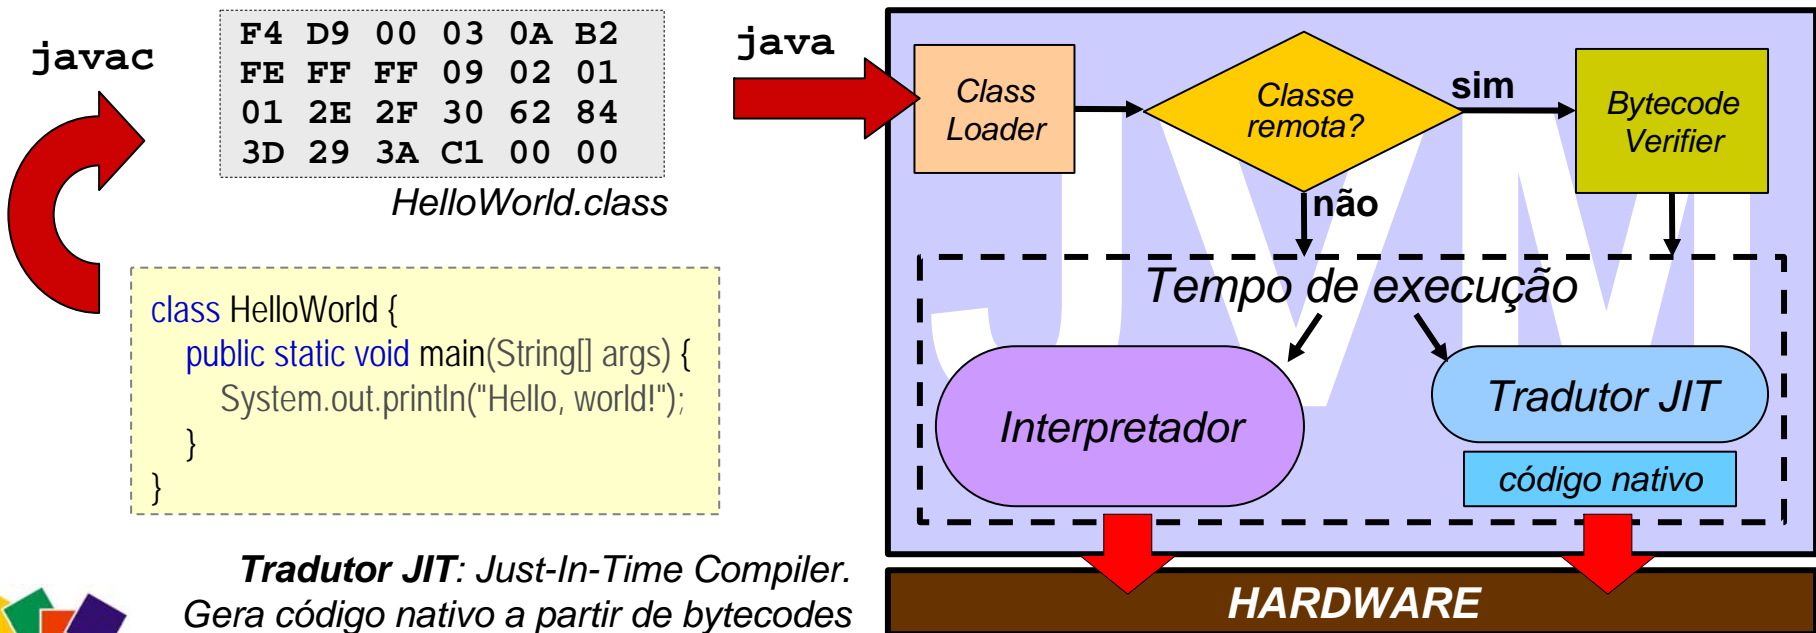 javac
F4 D9 00 03 0A B2
FE FF FF 09 02 01
01 2E 2F 30 62 84
3D 29 3A C1 00 00
HelloWorld.class
class HelloWorld {
public static void main(String[] args) {
System.out.println("Hello, world!");
}
}
Tradutor JIT: Just-In-Time Compiler.
Gera código nativo a partir de bytecodes
java
JVM
Class
Loader
Classe
remota?
sim
não
Bytecode
Verifier
Tempo de execução
Interpretador
Tradutor JIT
código nativo
HARDWARE